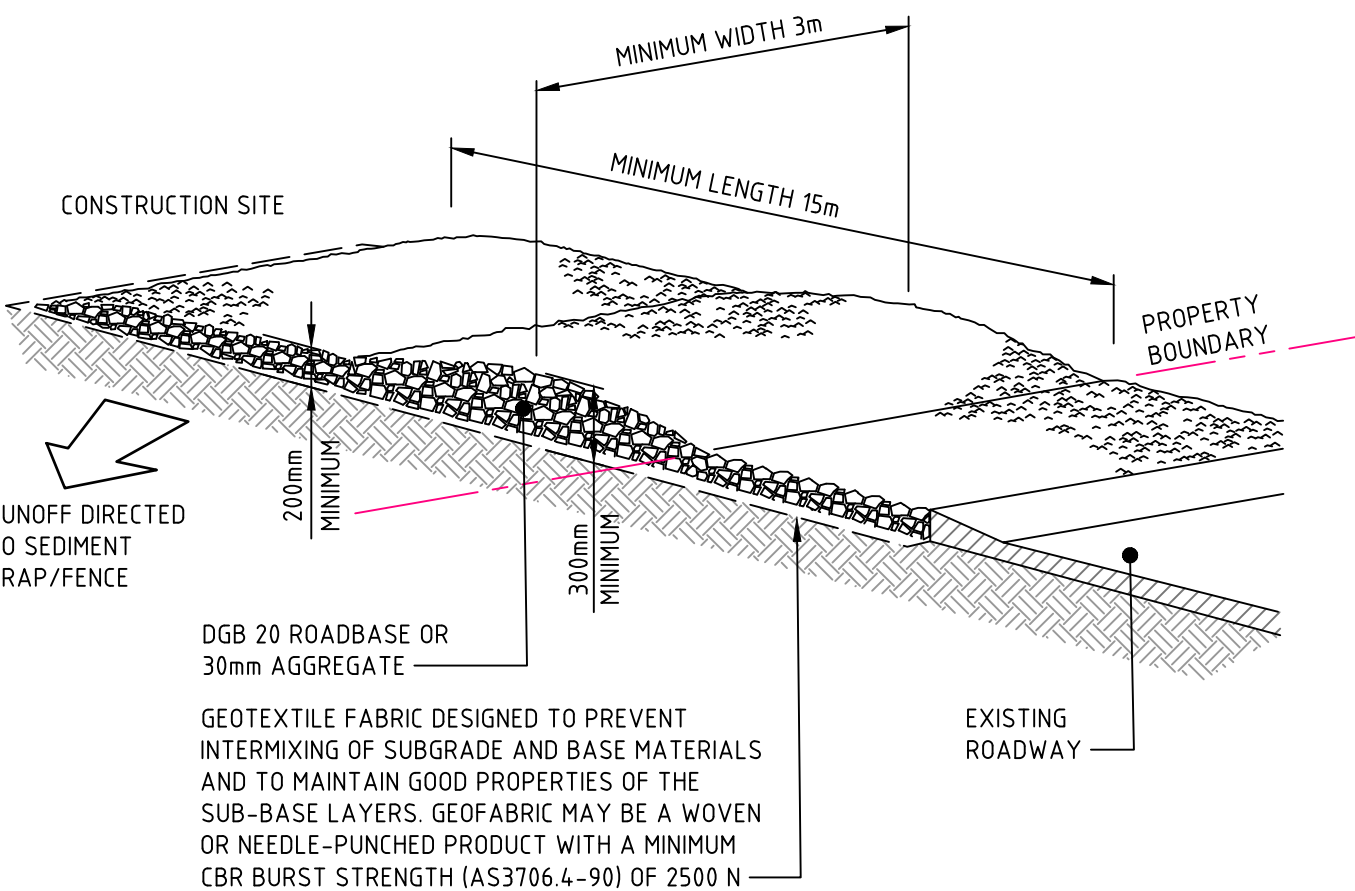 MINIMUM WIDTH 3m
MINIMUM LENGTH 15m
CONSTRUCTION SITE
PROPERTY
BOUNDARY
200mm
MINIMUM
300mm
MINIMUM
UNOFF DIRECTED
O SEDIMENT
RAP/FENCE
DGB 20 ROADBASE OR
30mm AGGREGATE
GEOTEXTILE FABRIC DESIGNED TO PREVENT
INTERMIXING OF SUBGRADE AND BASE MATERIALS
AND TO MAINTAIN GOOD PROPERTIES OF THE
SUB-BASE LAYERS. GEOFABRIC MAY BE A WOVEN
OR NEEDLE-PUNCHED PRODUCT WITH A MINIMUM
CBR BURST STRENGTH (AS3706.4-90) OF 2500 N
EXISTING
ROADWAY